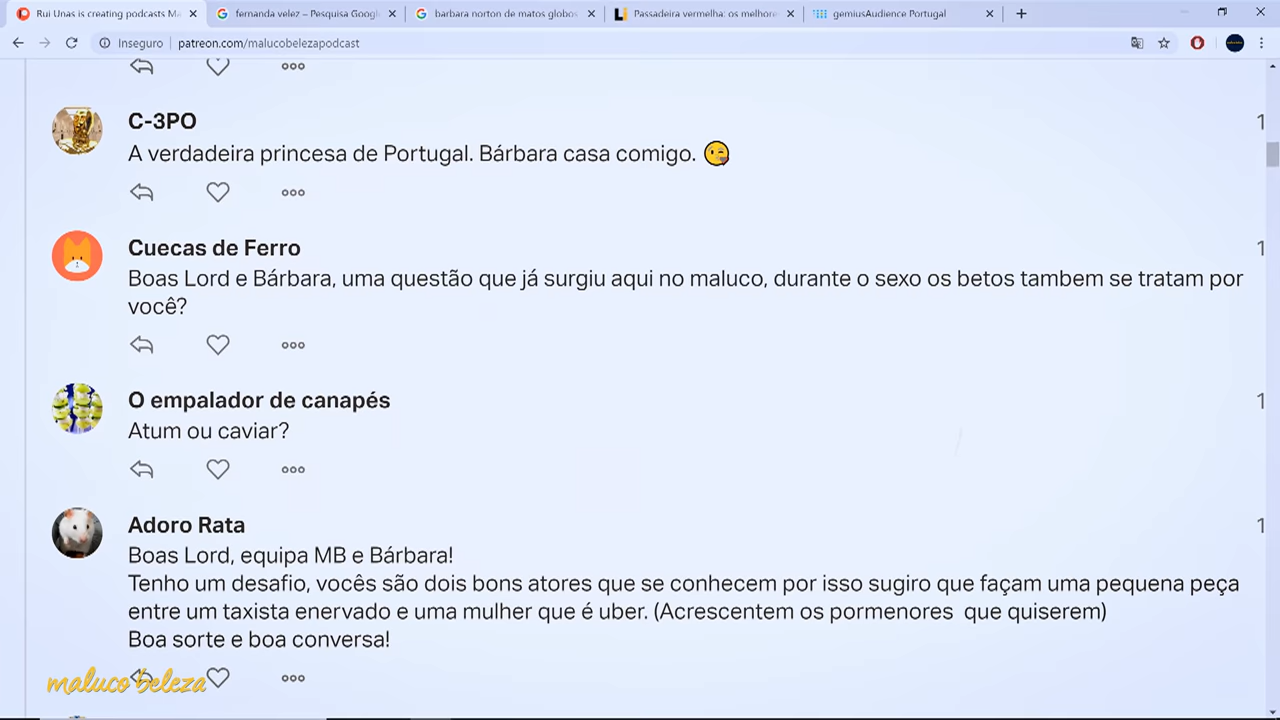 Rui Unas is creating podcasts Ma
fernanda velez – Pesquisa Googl
barbara norton de matos globos
Passadeira vermelha: os melhore
gemiusAudience Portugal
Inseguro
patreon.com/malucobelezapodcast
C-3PO
1
A verdadeira princesa de Portugal. Bárbara casa comigo. 😘
Cuecas de Ferro
1
Boas Lord e Bárbara, uma questão que já surgiu aqui no maluco, durante o sexo os betos tambem se tratam por
você?
O empalador de canapés
1
Atum ou caviar?
Adoro Rata
1
Boas Lord, equipa MB e Bárbara!
Tenho um desafio, vocês são dois bons atores que se conhecem por isso sugiro que façam uma pequena peça
entre um taxista enervado e uma mulher que é uber. (Acrescentem os pormenores  que quiserem)
Boa sorte e boa conversa!
maluco beleza